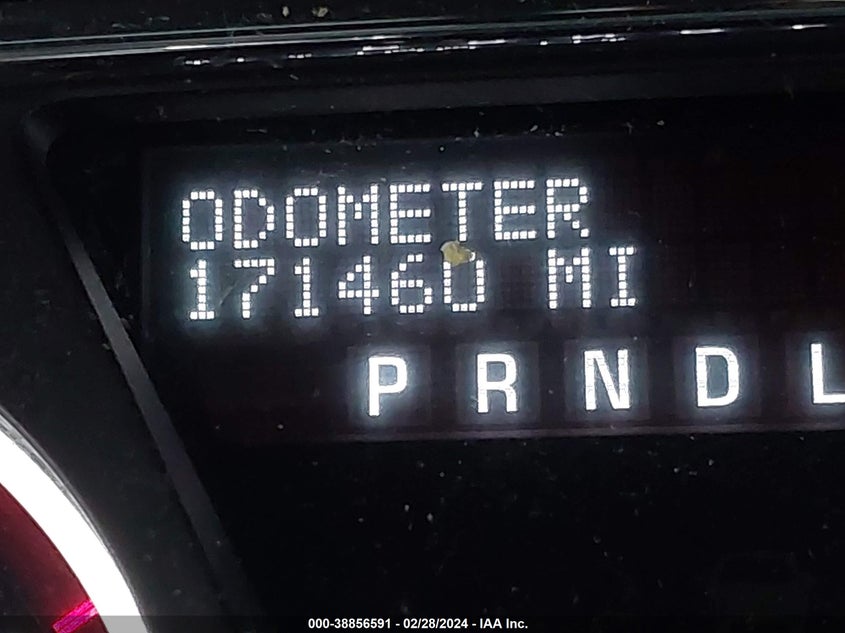 ODOMETER
171460 MI
P R N D L
000-38856591 - 02/28/2024 - IAA Inc.